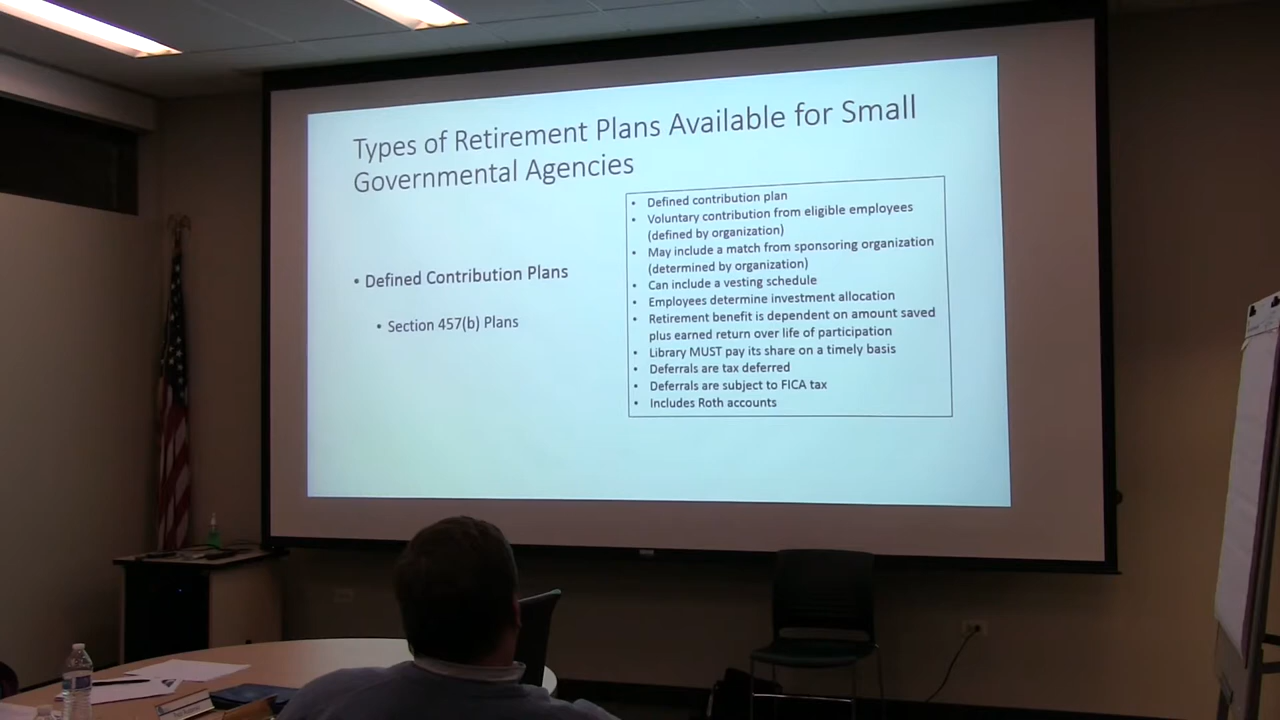 Types of Retirement Plans Available for Small
Governmental Agencies
• Defined Contribution Plans
• Section 457(b) Plans
• Defined contribution plan
• Voluntary contribution from eligible employees
(defined by organization)
• May include a match from sponsoring organization
(determined by organization)
• Can include a vesting schedule
• Employees determine investment allocation
• Retirement benefit is dependent on amount saved
plus earned return over life of participation
• Library MUST pay its share on a timely basis
• Deferrals are tax deferred
• Deferrals are subject to FICA tax
• Includes Roth accounts